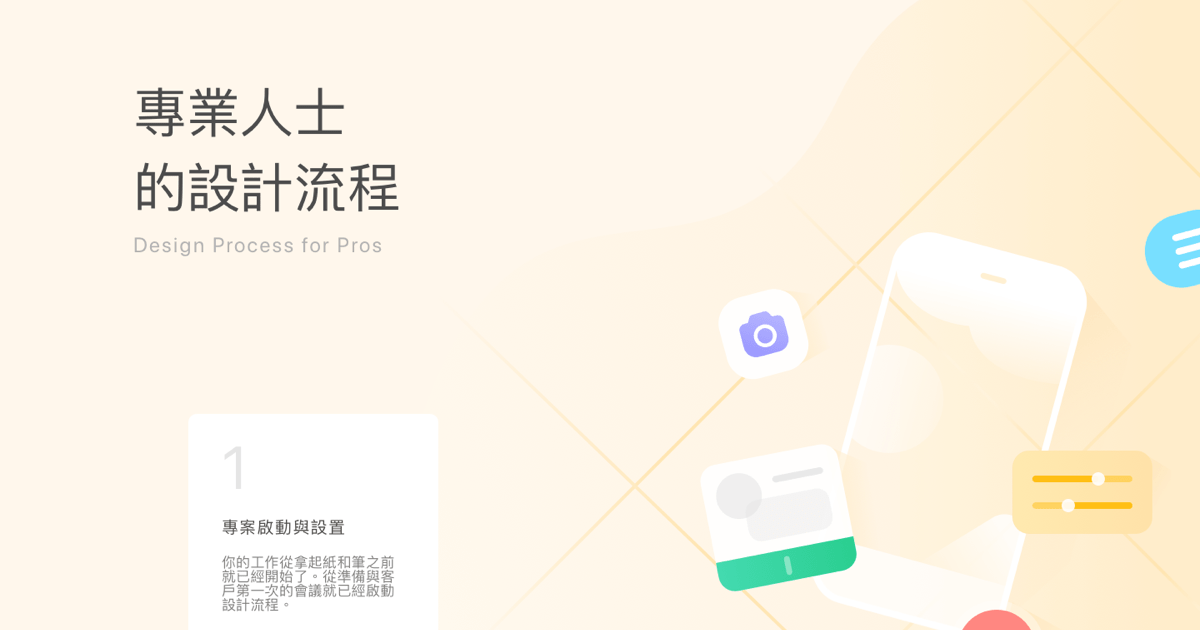 專業人士
的設計流程
Design Process for Pros
1
專案啟動與設置
你的工作從拿起紙和筆之前
就已經開始了。從準備與客
戶第一次的會議就已經啟動
設計流程。